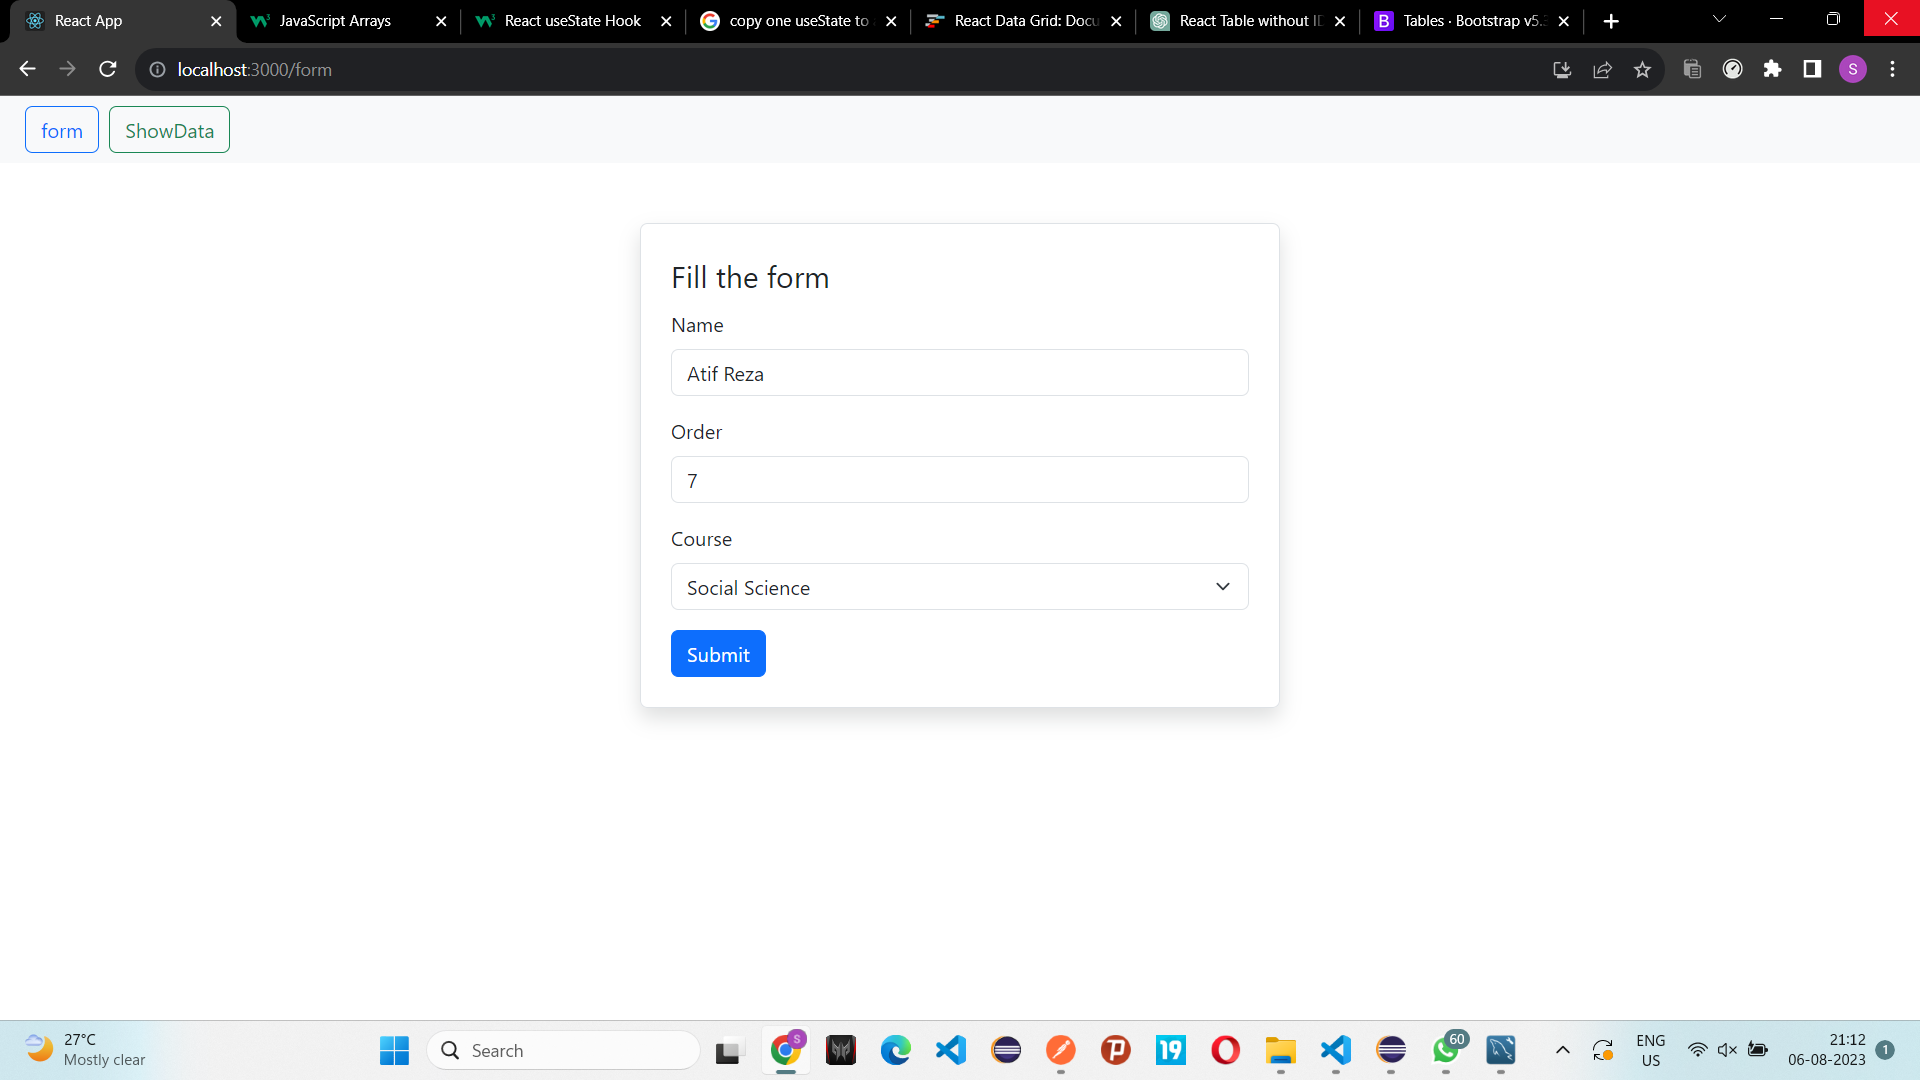 React App
JavaScript Arrays
React useState Hook
copy one useState to
React Data Grid: Docu
React Table without ID
B Tables · Bootstrap v5.3
localhost:3000/form
S
form
ShowData
Fill the form
Name
Atif Reza
Order
7
Course
Social Science
Submit
27°C
Mostly clear
Search
S
19
60
ENG
US
21:12
06-08-2023
1